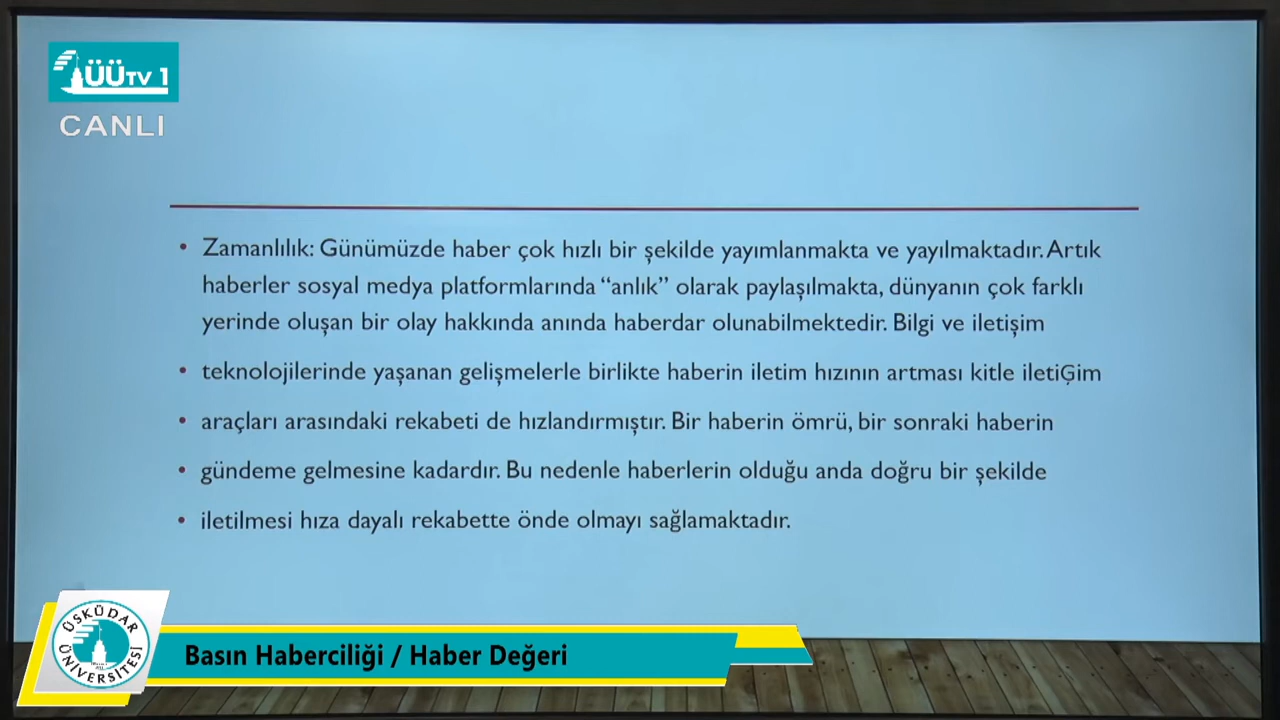 ÜÜTV 1
CANLI
• Zamanlılık: Günümüzde haber çok hızlı bir şekilde yayımlanmakta ve yayılmaktadır. Artık
haberler sosyal medya platformlarında “anlık” olarak paylaşılmakta, dünyanın çok farklı
yerinde oluşan bir olay hakkında anında haberdar olunabilmektedir. Bilgi ve iletişim
• teknolojilerinde yaşanan gelişmelerle birlikte haberin iletim hızının artması kitle iletiĢim
• araçları arasındaki rekabeti de hızlandırmıştır. Bir haberin ömrü, bir sonraki haberin
• gündeme gelmesine kadardır. Bu nedenle haberlerin olduğu anda doğru bir şekilde
• iletilmesi hıza dayalı rekabette önde olmayı sağlamaktadır.
ÜSKÜDAR
ÜNİVERSİTESİ
Basın Haberciliği / Haber Değeri